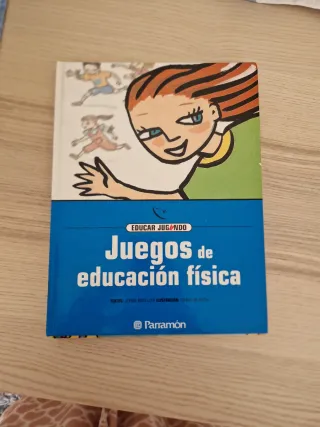 EDUCAR JUGANDO
Juegos de
educación física
Parramón